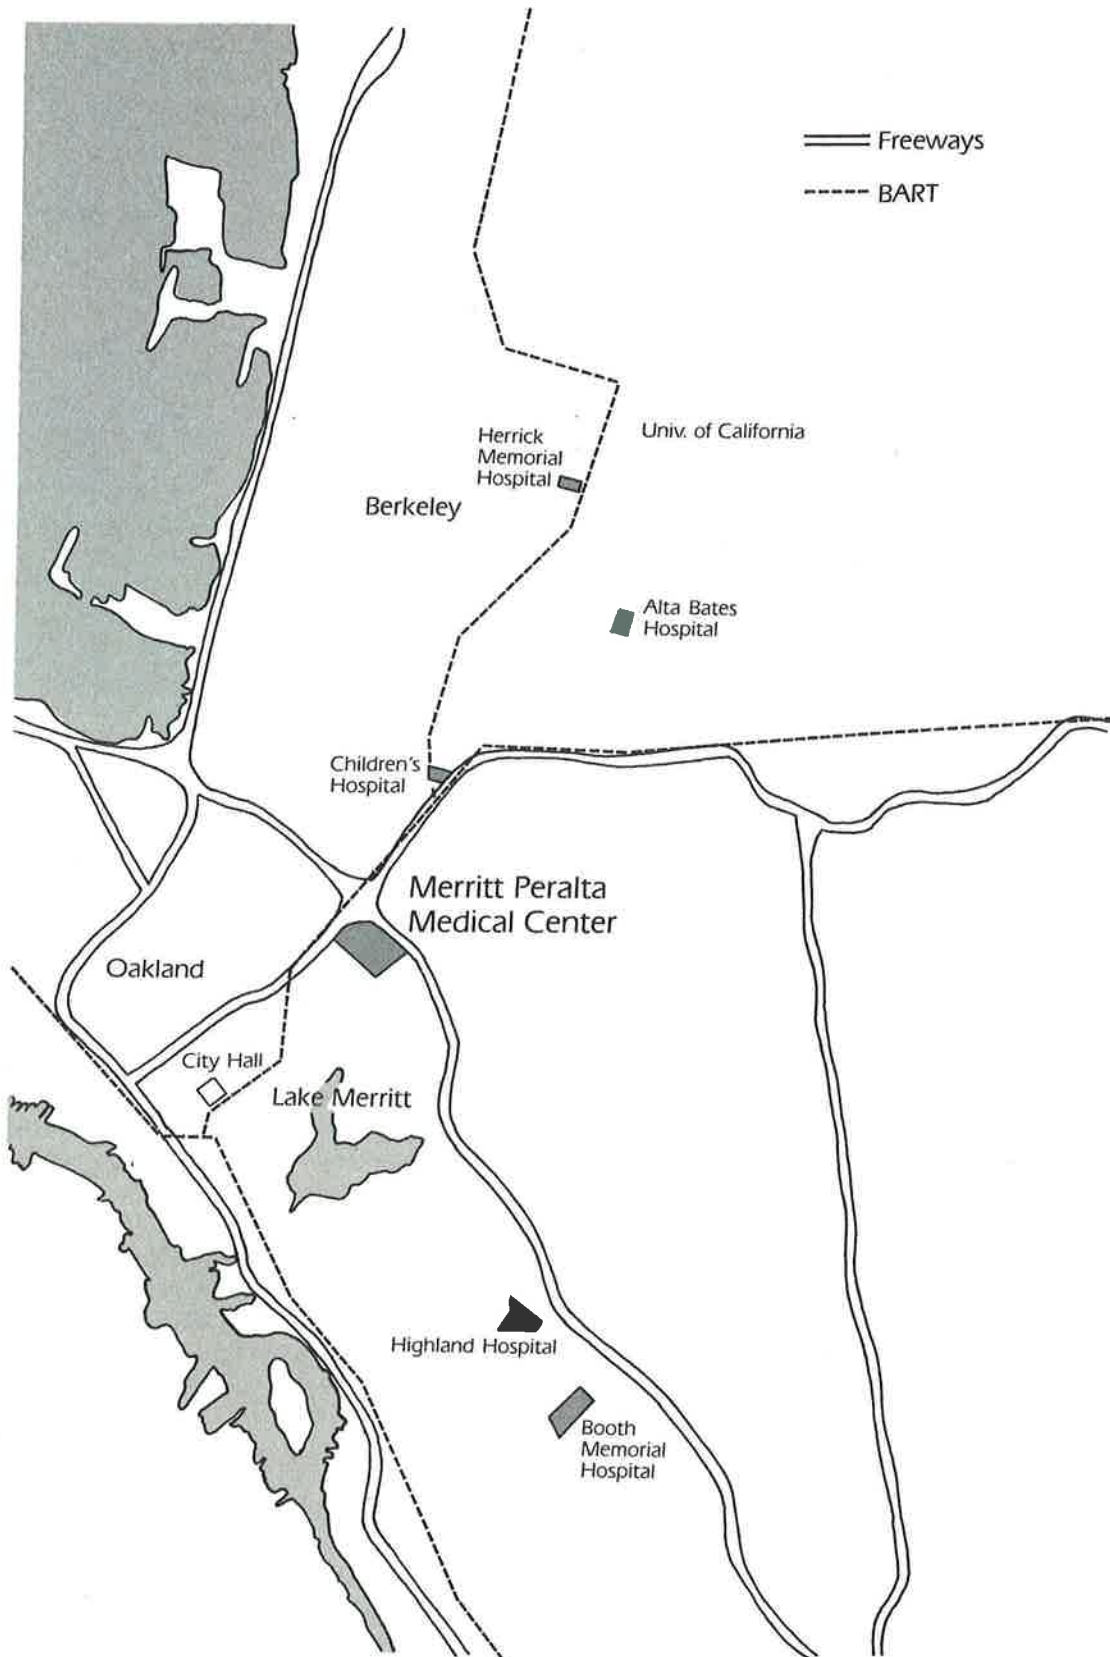 Freeways
BART
Univ. of California
Herrick
Memorial
Hospital
Berkeley
Alta Bates
Hospital
Children's
Hospital
Merritt Peralta
Medical Center
Oakland
City Hall
Lake Merritt
Highland Hospital
Booth
Memorial
Hospital